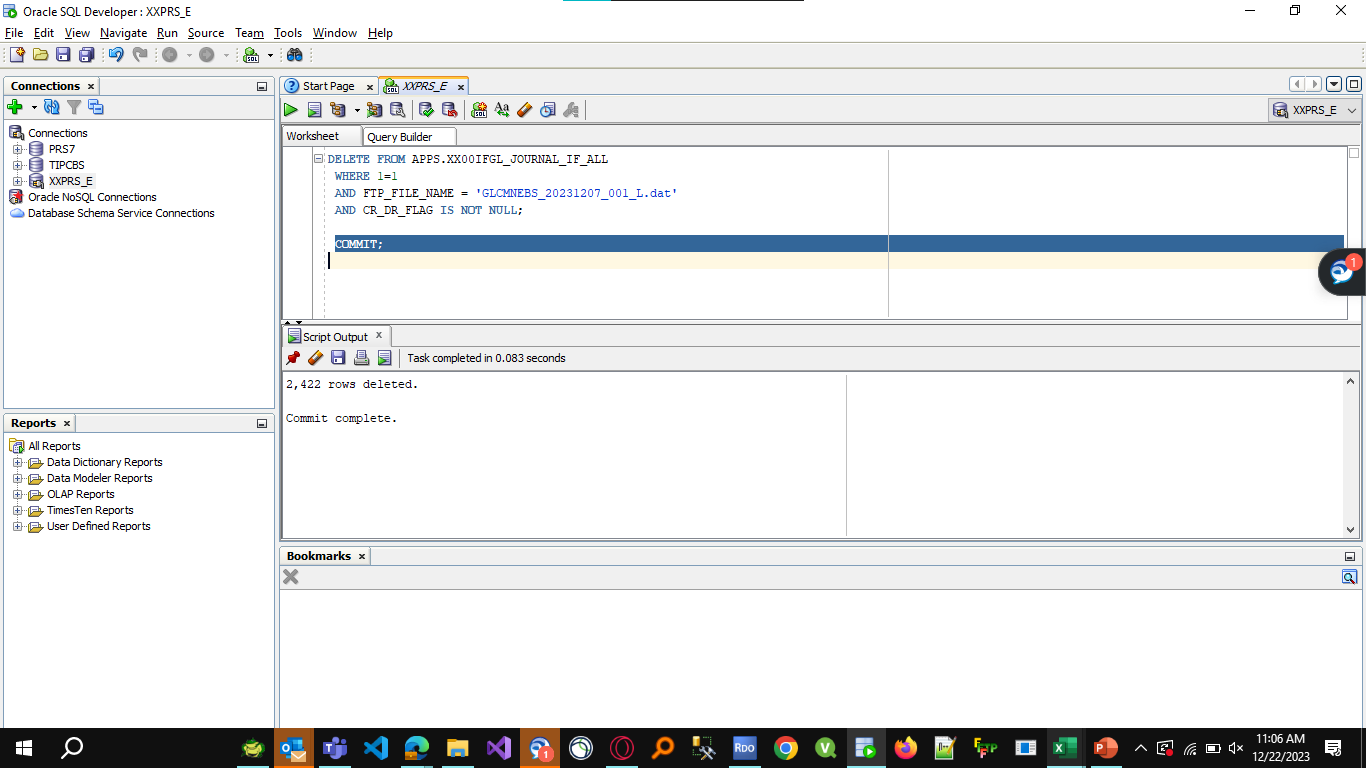 Oracle SQL Developer : XXPRS_E
File Edit View Navigate Run Source Team Tools Window Help
Connections
Connections
PRS7
TIPCBS
XXPRS_E
Oracle NoSQL Connections
Database Schema Service Connections
Reports
All Reports
Data Dictionary Reports
Data Modeler Reports
OLAP Reports
TimesTen Reports
User Defined Reports
Start Page XXPRS_E
XXPRS_E
Worksheet Query Builder
DELETE FROM APPS.XX00IFGL_JOURNAL_IF_ALL
WHERE 1=1
AND FTP_FILE_NAME = 'GLCMNEBS_20231207_001_L.dat'
AND CR_DR_FLAG IS NOT NULL;
COMMIT;
1
Script Output
Task completed in 0.083 seconds
2,422 rows deleted.
Commit complete.
Bookmarks
1
RDO
11:06 AM
12/22/2023